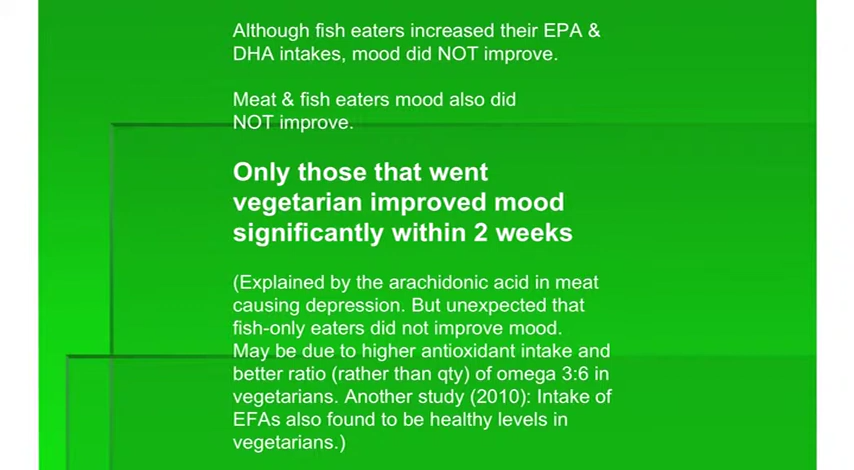 Although fish eaters increased their EPA &
DHA intakes, mood did NOT improve.
Meat & fish eaters mood also did
NOT improve.
Only those that went
vegetarian improved mood
significantly within 2 weeks
(Explained by the arachidonic acid in meat
causing depression. But unexpected that
fish-only eaters did not improve mood.
May be due to higher antioxidant intake and
better ratio (rather than qty) of omega 3:6 in
vegetarians. Another study (2010): Intake of
EFAs also found to be healthy levels in
vegetarians.)